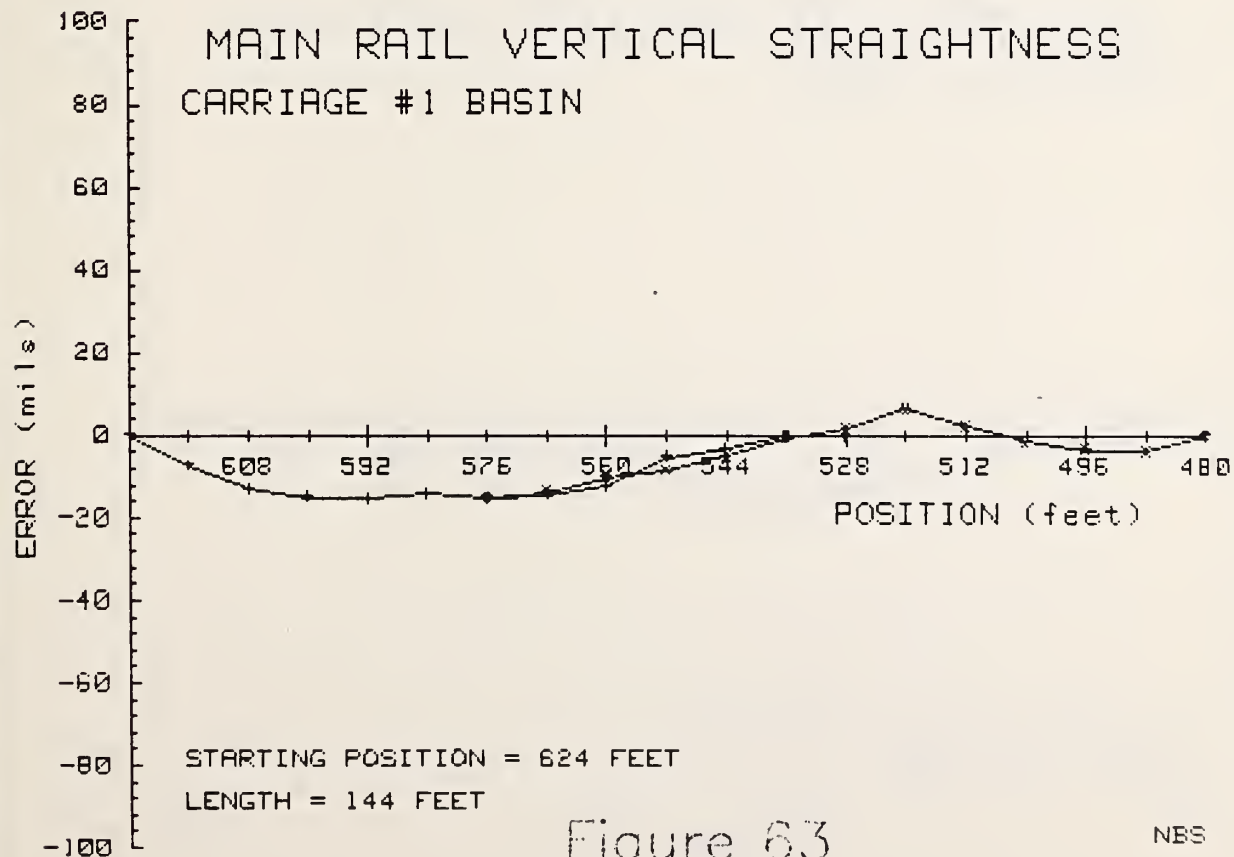 MAIN RAIL VERTICAL STRAIGHTNESS
CARRIAGE #1 BASIN
100
80
60
40
20
0
-20
-40
-60
-80
-100
ERROR (mils)
608 592 576 560 544 528 512 496 480
POSITION (feet)
STARTING POSITION = 624 FEET
LENGTH = 144 FEET
Figure 63
NBS